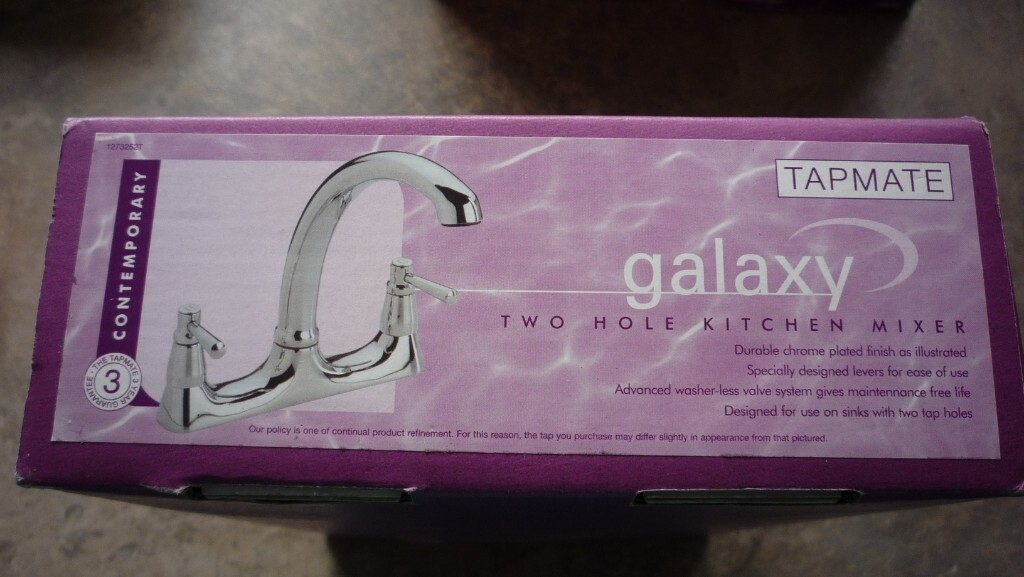 CONTEMPORARY
TAPMATE
galaxy
TWO HOLE KITCHEN MIXER
Durable chrome plated finish as illustrated
Specially designed levers for ease of use
Advanced washer-less valve system gives maintennance free life
Designed for use on sinks with two tap holes
THE TAPMATE 3 YEAR GUARANTEE
3
Our policy is one of continual product refinement. For this reason, the tap you purchase may differ slightly in appearance from that pictured.